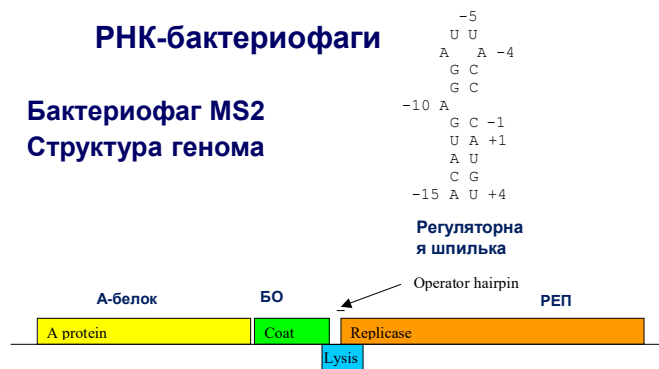 РНК-бактериофаги
Бактериофаг MS2
Структура генома
-5
U U
A A -4
G C
G C
-10 A
G C -1
U A +1
A U
C G
-15 A U +4
Регуляторна
я шпилька
Operator hairpin
А-белок
БО
РЕП
A protein
Coat
Replicase
Lysis